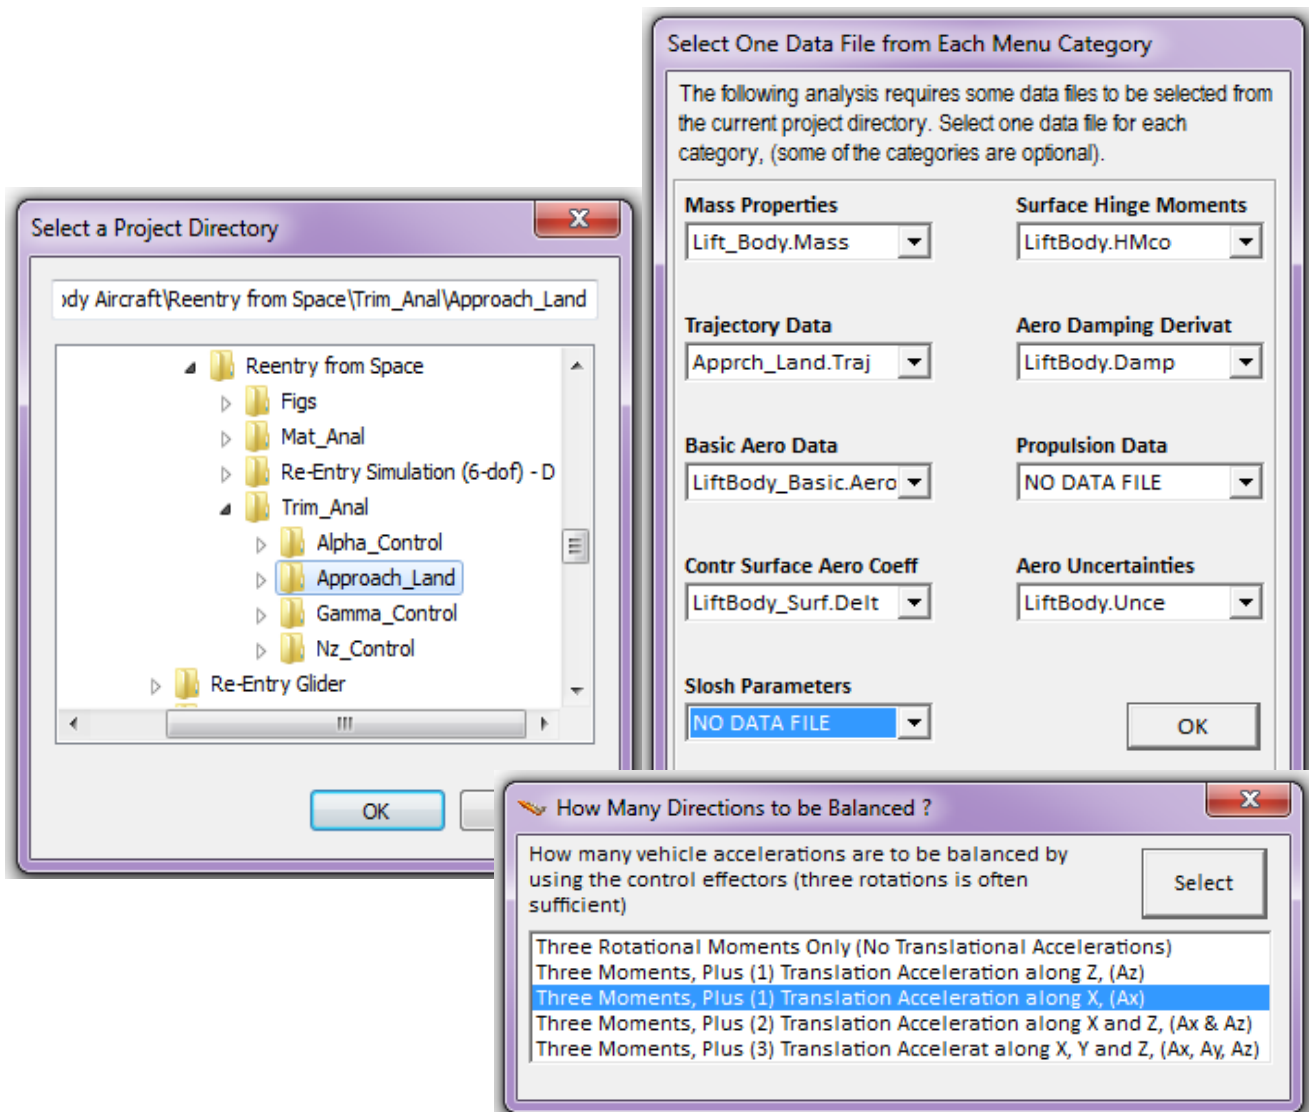 Select a Project Directory
ody Aircraft\Reentry from Space\Trim_Anal\Approach_Land
Reentry from Space
Figs
Mat_Anal
Re-Entry Simulation (6-dof) - D
Trim_Anal
Alpha_Control
Approach_Land
Gamma_Control
Nz_Control
Re-Entry Glider
OK
Select One Data File from Each Menu Category
The following analysis requires some data files to be selected from
the current project directory. Select one data file for each
category, (some of the categories are optional).
Mass Properties
Surface Hinge Moments
Lift_Body.Mass
LiftBody.HMco
Trajectory Data
Aero Damping Derivat
Apprch_Land.Traj
LiftBody.Damp
Basic Aero Data
Propulsion Data
LiftBody_Basic.Aero
NO DATA FILE
Contr Surface Aero Coeff
Aero Uncertainties
LiftBody_Surf.Delt
LiftBody.Unce
Slosh Parameters
NO DATA FILE
OK
How Many Directions to be Balanced ?
How many vehicle accelerations are to be balanced by
using the control effectors (three rotations is often
sufficient)
Select
Three Rotational Moments Only (No Translational Accelerations)
Three Moments, Plus (1) Translation Acceleration along Z, (Az)
Three Moments, Plus (1) Translation Acceleration along X, (Ax)
Three Moments, Plus (2) Translation Acceleration along X and Z, (Ax & Az)
Three Moments, Plus (3) Translation Accelerat along X, Y and Z, (Ax, Ay, Az)